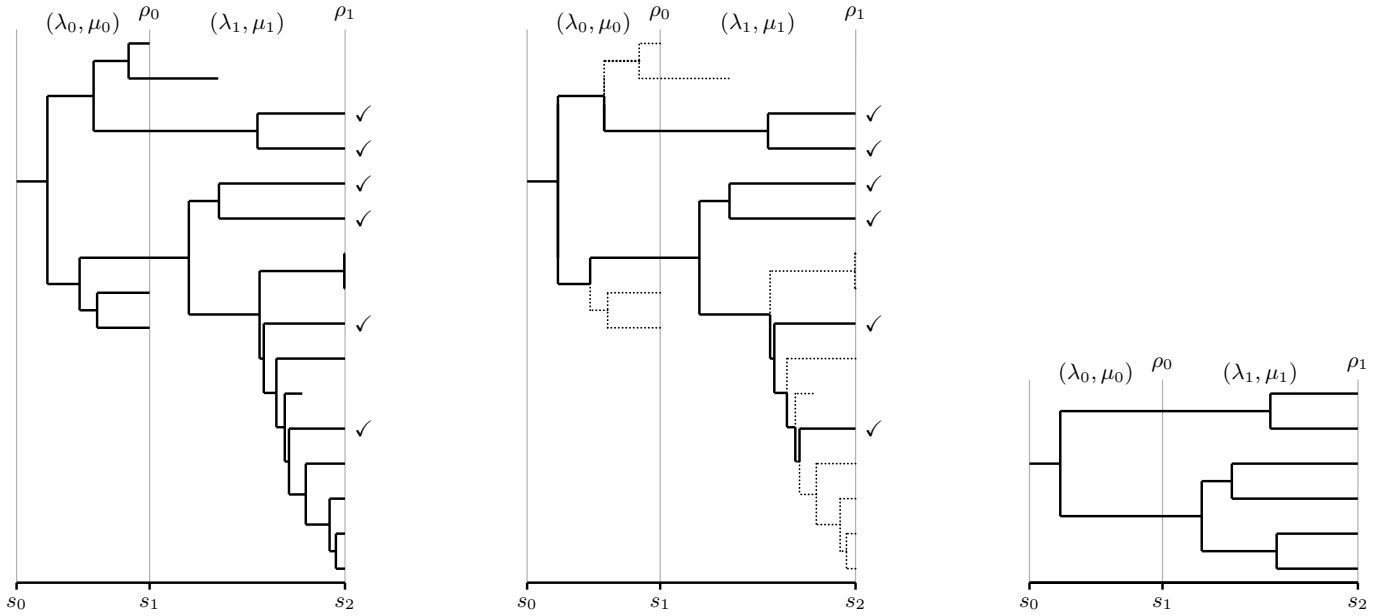 (λ₀, μ₀) ρ₀ (λ₁, μ₁) ρ₁
✓
✓
✓
✓
✓
✓
s₀ s₁ s₂
(λ₀, μ₀) ρ₀ (λ₁, μ₁) ρ₁
✓
✓
✓
✓
✓
✓
s₀ s₁ s₂
(λ₀, μ₀) ρ₀ (λ₁, μ₁) ρ₁
s₀ s₁ s₂